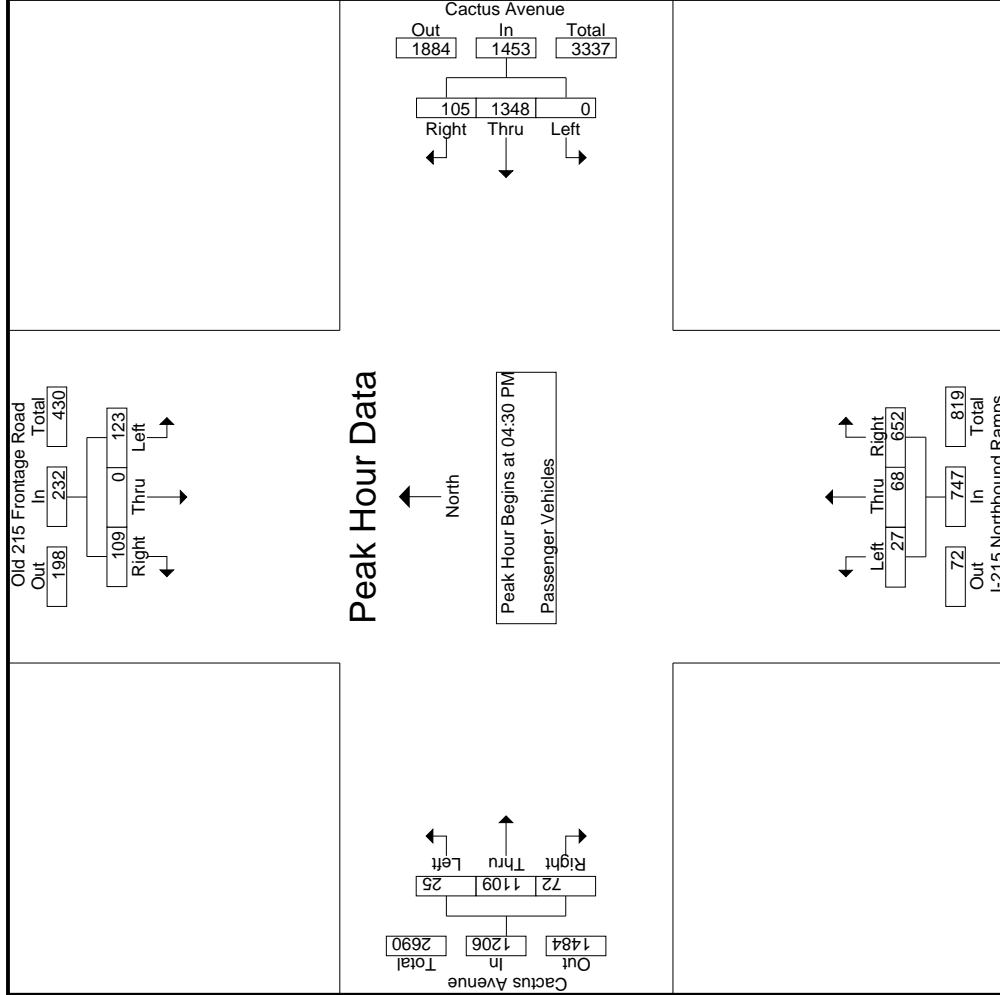 Cactus Avenue
Out In Total
1884 1453 3337
105 1348 0
Right Thru Left
Old 215 Frontage Road
Out In Total
198 232 430
109 0 123
Right Thru Left
Peak Hour Data
North
Peak Hour Begins at 04:30 PM
Passenger Vehicles
Left Thru Right
27 68 652
72 747 819
Out In Total
I-215 Northbound Ramps
Left Thru Right
25 1109 72
2690 1206 1484
Total In Out
Cactus Avenue